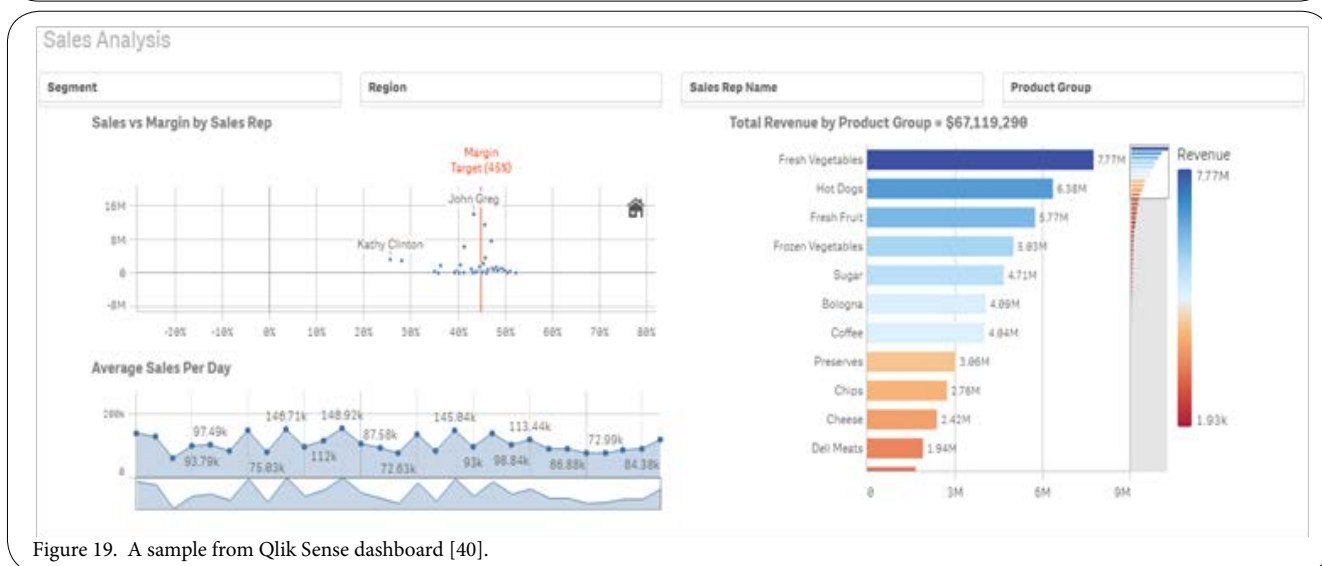 Sales Analysis
Segment
Region
Sales Rep Name
Product Group
Sales vs Margin by Sales Rep
Margin
Target (45%)
John Greg
Kathy Clinton
16M
8M
0
-8M
-20% -10% 0% 10% 20% 30% 40% 50% 60% 70% 80%
Average Sales Per Day
200k
0
97.49k
93.79k
146.71k
75.03k
148.92k
112k
87.58k
72.63k
145.04k
93k
113.44k
98.84k
86.88k
72.99k
84.38k
Total Revenue by Product Group = $67,119,290
Fresh Vegetables 7.77M
Hot Dogs 6.38M
Fresh Fruit 5.77M
Frozen Vegetables 5.03M
Sugar 4.71M
Bologna 4.09M
Coffee 4.04M
Preserves 3.06M
Chips 2.76M
Cheese 2.42M
Deli Meats 1.94M
0 3M 6M 9M
Revenue
7.77M
1.93k
Figure 19. A sample from Qlik Sense dashboard [40].